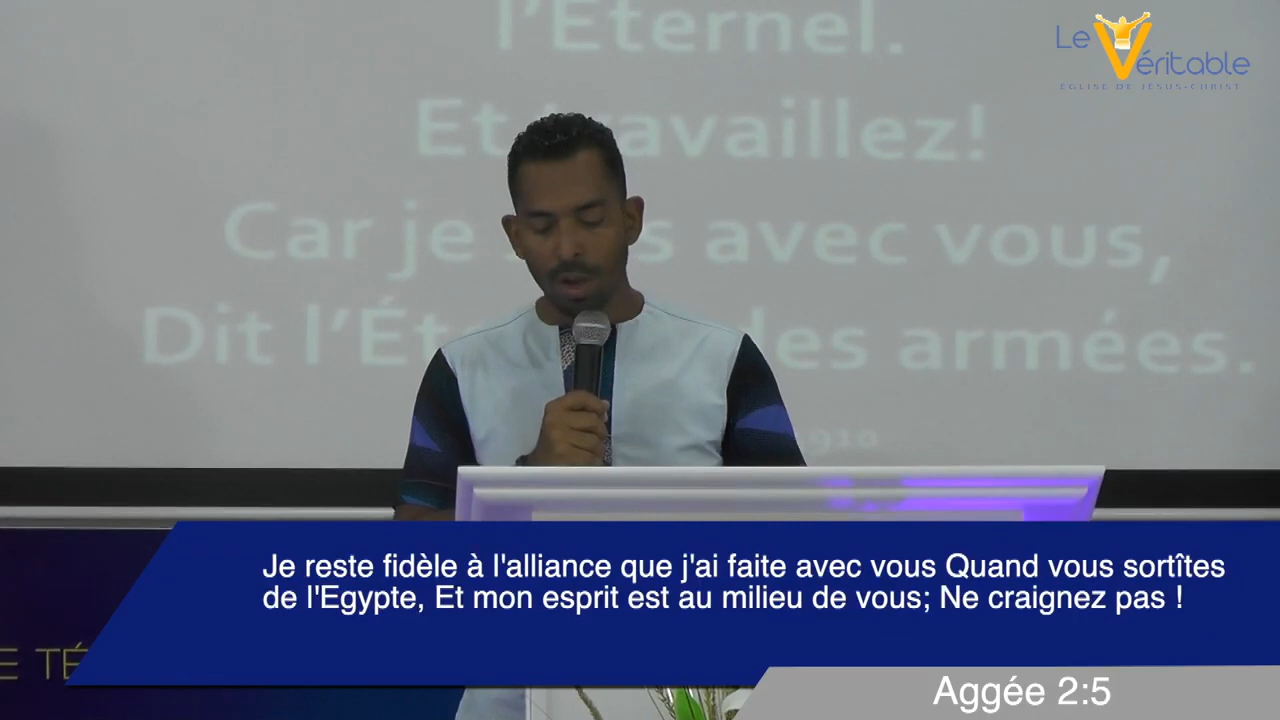 l'Éternel.
Le Véritable
ÉGLISE DE JÉSUS-CHRIST
Et travaillez!
Car je avec vous,
Dit des armées.
910
Je reste fidèle à l'alliance que j'ai faite avec vous Quand vous sortîtes
de l'Egypte, Et mon esprit est au milieu de vous; Ne craignez pas !
E TÉ
Aggée 2:5